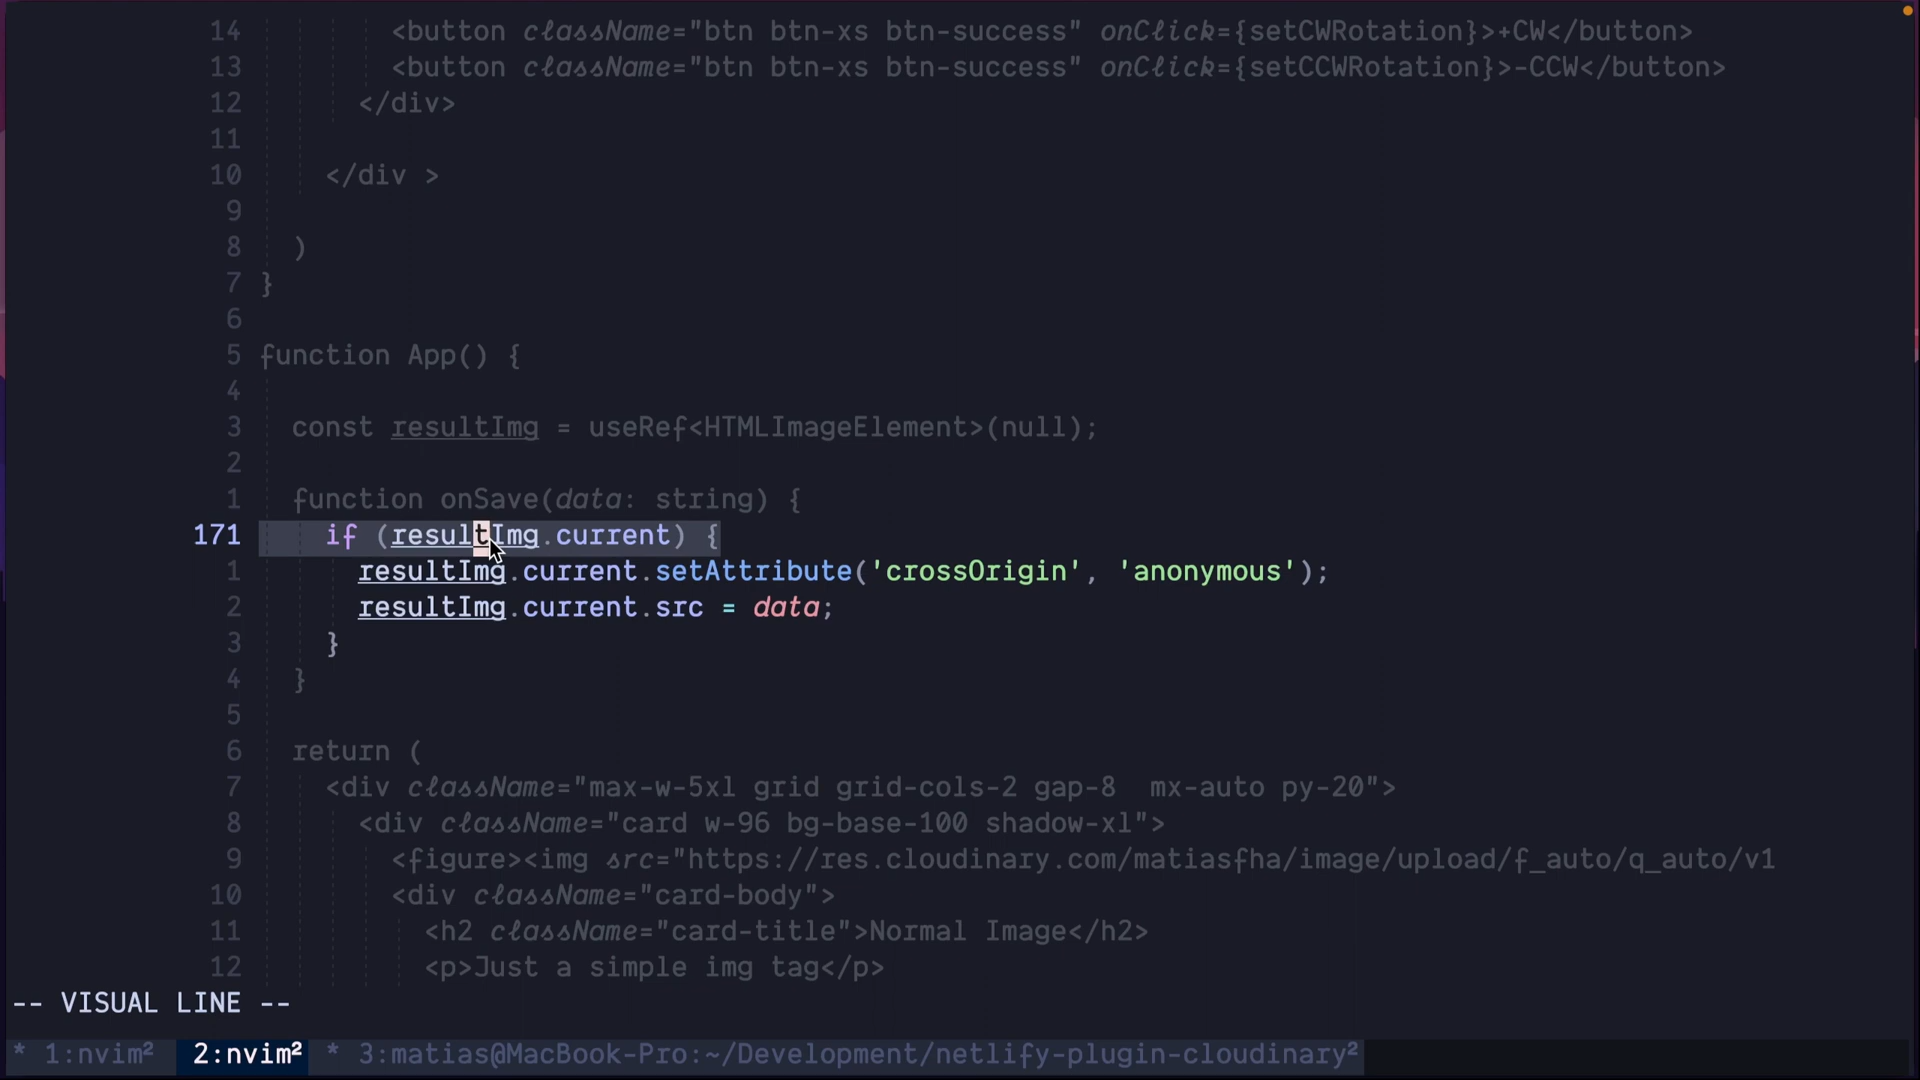 14 <button className="btn btn-xs btn-success" onClick={setCWRotation}>+CW</button>
13 <button className="btn btn-xs btn-success" onClick={setCCWRotation}>-CCW</button>
12 </div>
11
10 </div >
9
8 )
7 }
6
5 function App() {
4
3 const resultImg = useRef<HTMLImageElement>(null);
2
1 function onSave(data: string) {
171 if (resultImg.current) {
1 resultImg.current.setAttribute('crossOrigin', 'anonymous');
2 resultImg.current.src = data;
3 }
4 }
5
6 return (
7 <div className="max-w-5xl grid grid-cols-2 gap-8  mx-auto py-20">
8 <div className="card w-96 bg-base-100 shadow-xl">
9 <figure><img src="https://res.cloudinary.com/matiasfha/image/upload/f_auto/q_auto/v1
10 <div className="card-body">
11 <h2 className="card-title">Normal Image</h2>
12 <p>Just a simple img tag</p>
-- VISUAL LINE --
* 1:nvim² 2:nvim² * 3:matias@MacBook-Pro:~/Development/netlify-plugin-cloudinary²